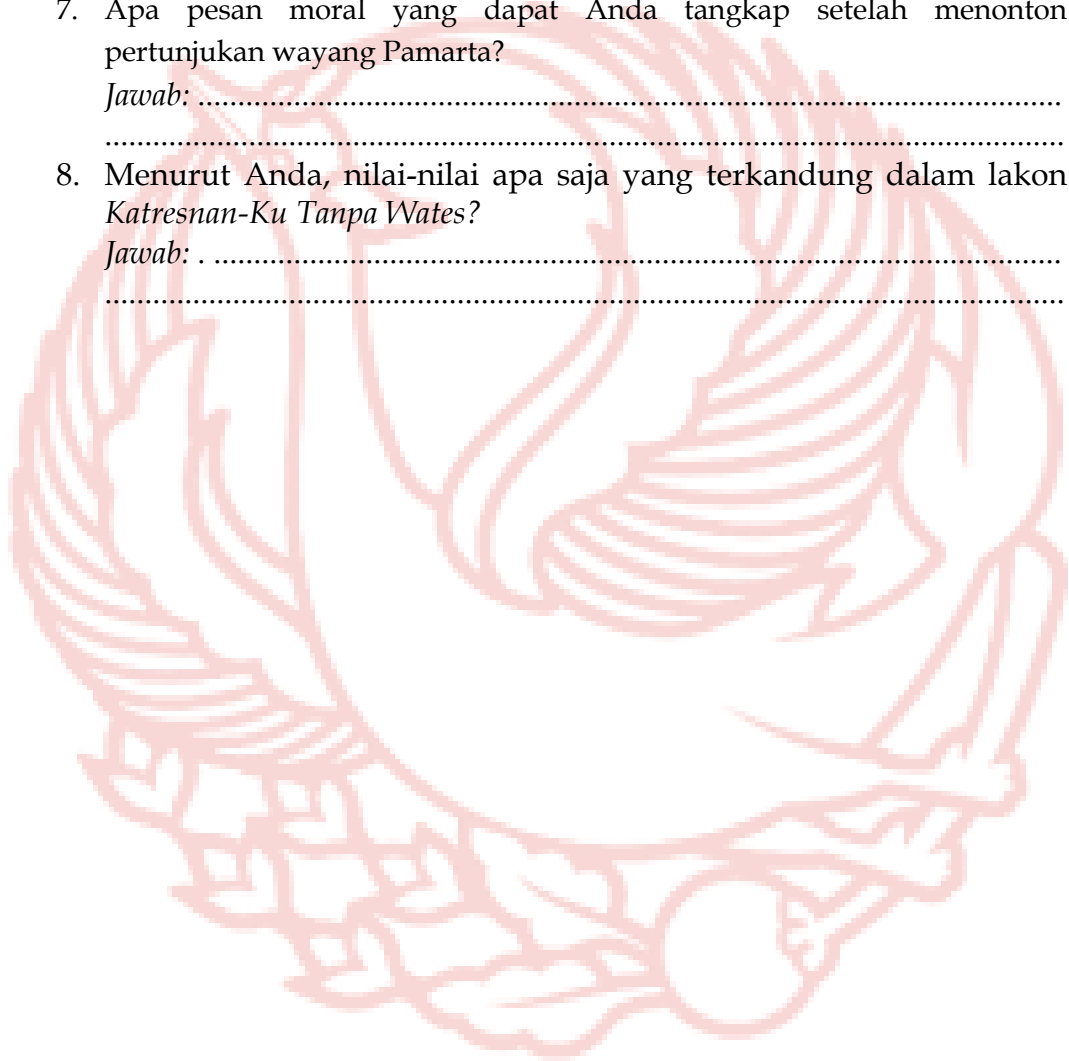 7. Apa pesan moral yang dapat Anda tangkap setelah menonton
pertunjukan wayang Pamarta?
Jawab: ...........................................................................................................
.......................................................................................................................
8. Menurut Anda, nilai-nilai apa saja yang terkandung dalam lakon
Katresnan-Ku Tanpa Wates?
Jawab: . .........................................................................................................
.......................................................................................................................